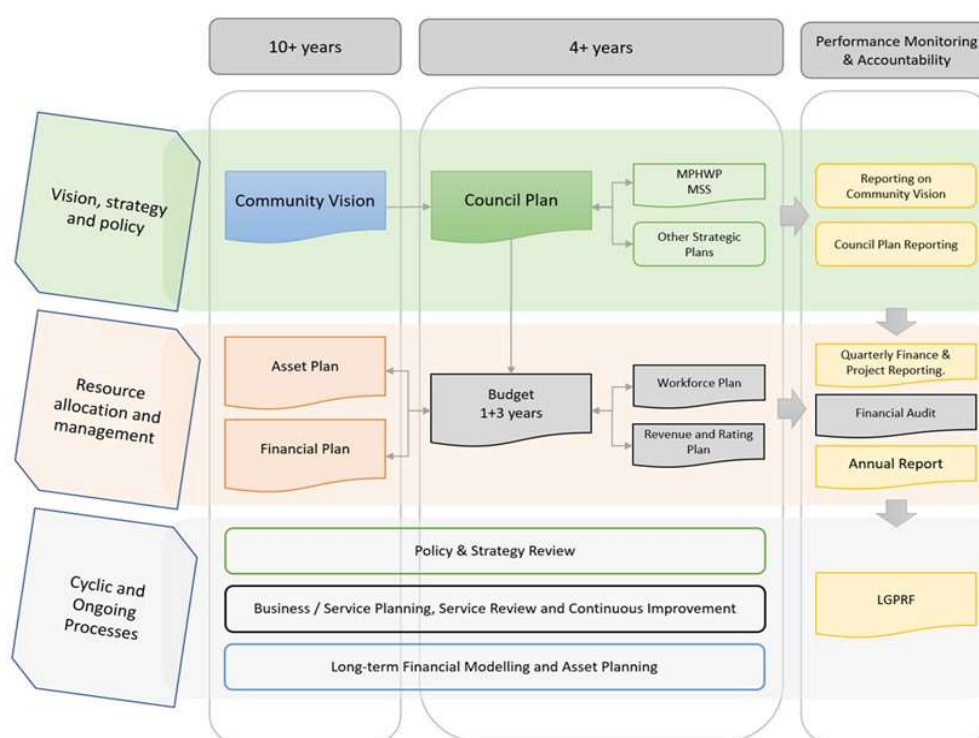 10+ years
4+ years
Performance Monitoring
& Accountability
Vision, strategy
and policy
Community Vision
Council Plan
MPHWP
MSS
Other Strategic
Plans
Reporting on
Community Vision
Council Plan Reporting
Resource
allocation and
management
Asset Plan
Financial Plan
Budget
1+3 years
Workforce Plan
Revenue and Rating
Plan
Quarterly Finance &
Project Reporting.
Financial Audit
Annual Report
Cyclic and
Ongoing
Processes
Policy & Strategy Review
Business / Service Planning, Service Review and Continuous Improvement
Long-term Financial Modelling and Asset Planning
LGPRF